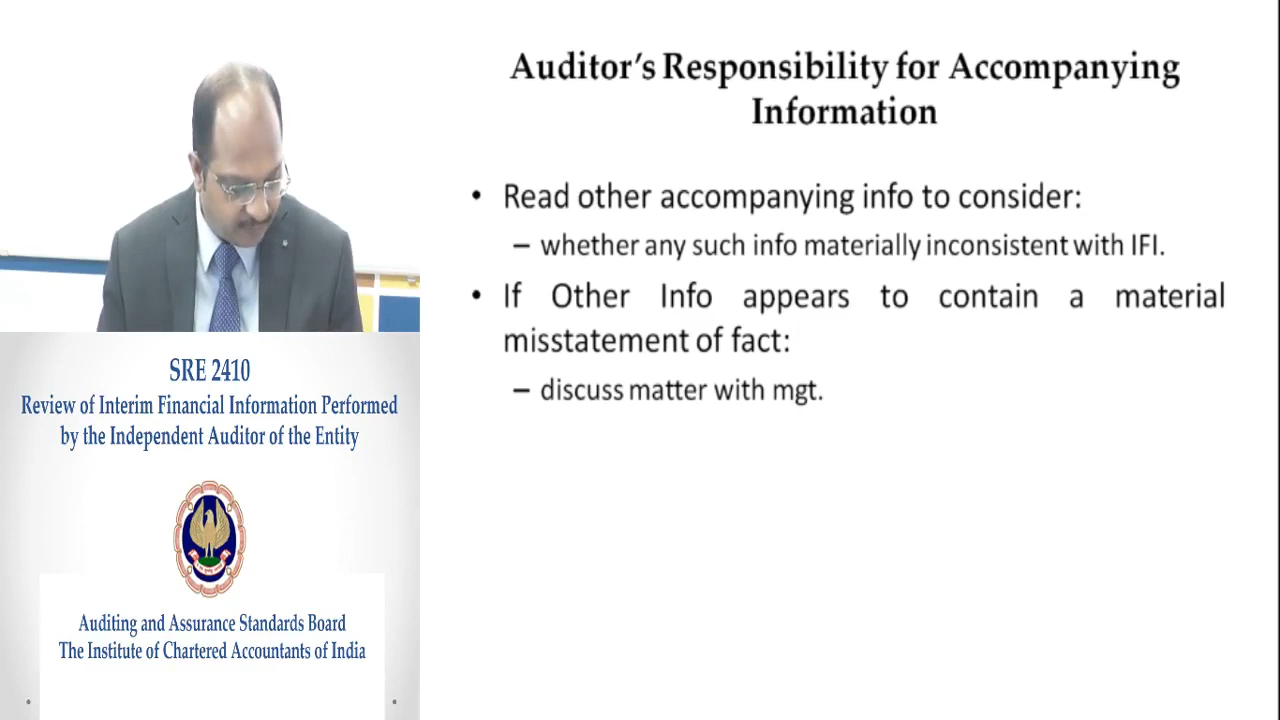 Auditor's Responsibility for Accompanying
Information
• Read other accompanying info to consider:
– whether any such info materially inconsistent with IFI.
• If Other Info appears to contain a material
misstatement of fact:
– discuss matter with mgt.
SRE 2410
Review of Interim Financial Information Performed
by the Independent Auditor of the Entity
Auditing and Assurance Standards Board
The Institute of Chartered Accountants of India